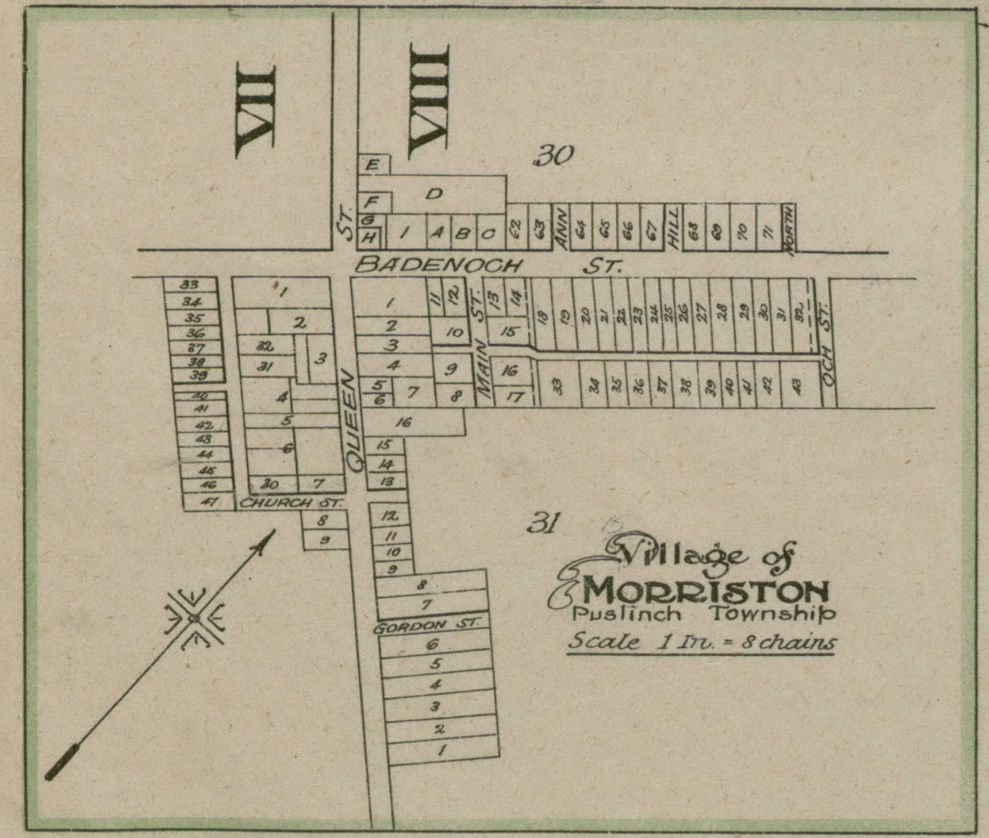 VII
VIII
30
E
D
F
G
H
I A B C 62 63 ANN 64 65 66 67 HILL 68 69 70 71 NORTH
ST.
BADENOCH ST.
33
34
35
36
37
38
39
40
41
42
43
44
45
46
47
1
2
32
31
3
4
5
6
30 7
CHURCH ST.
8
9
QUEEN
1
2
3
4
5
6
7
11 12
10
9
8
MAIN ST.
13 14
15
16
17
18 19 20 21 22 23 24 25 26 27 28 29 30 31 32
33 34 35 36 37 38 39 40 41 42 43
OCH ST.
16
15
14
13
12
11
10
9
8
7
GORDON ST.
6
5
4
3
2
1
31
Village of
MORRISTON
Puslinch Township
Scale 1 In. = 8 chains